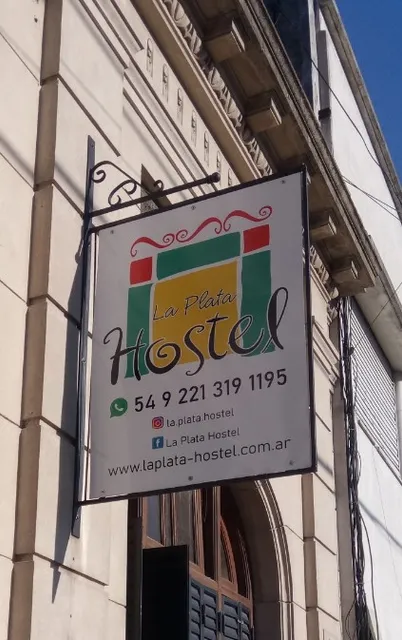 La Plata
Hostel
54 9 221 319 1195
la.plata.hostel
La Plata Hostel
www.laplata-hostel.com.ar